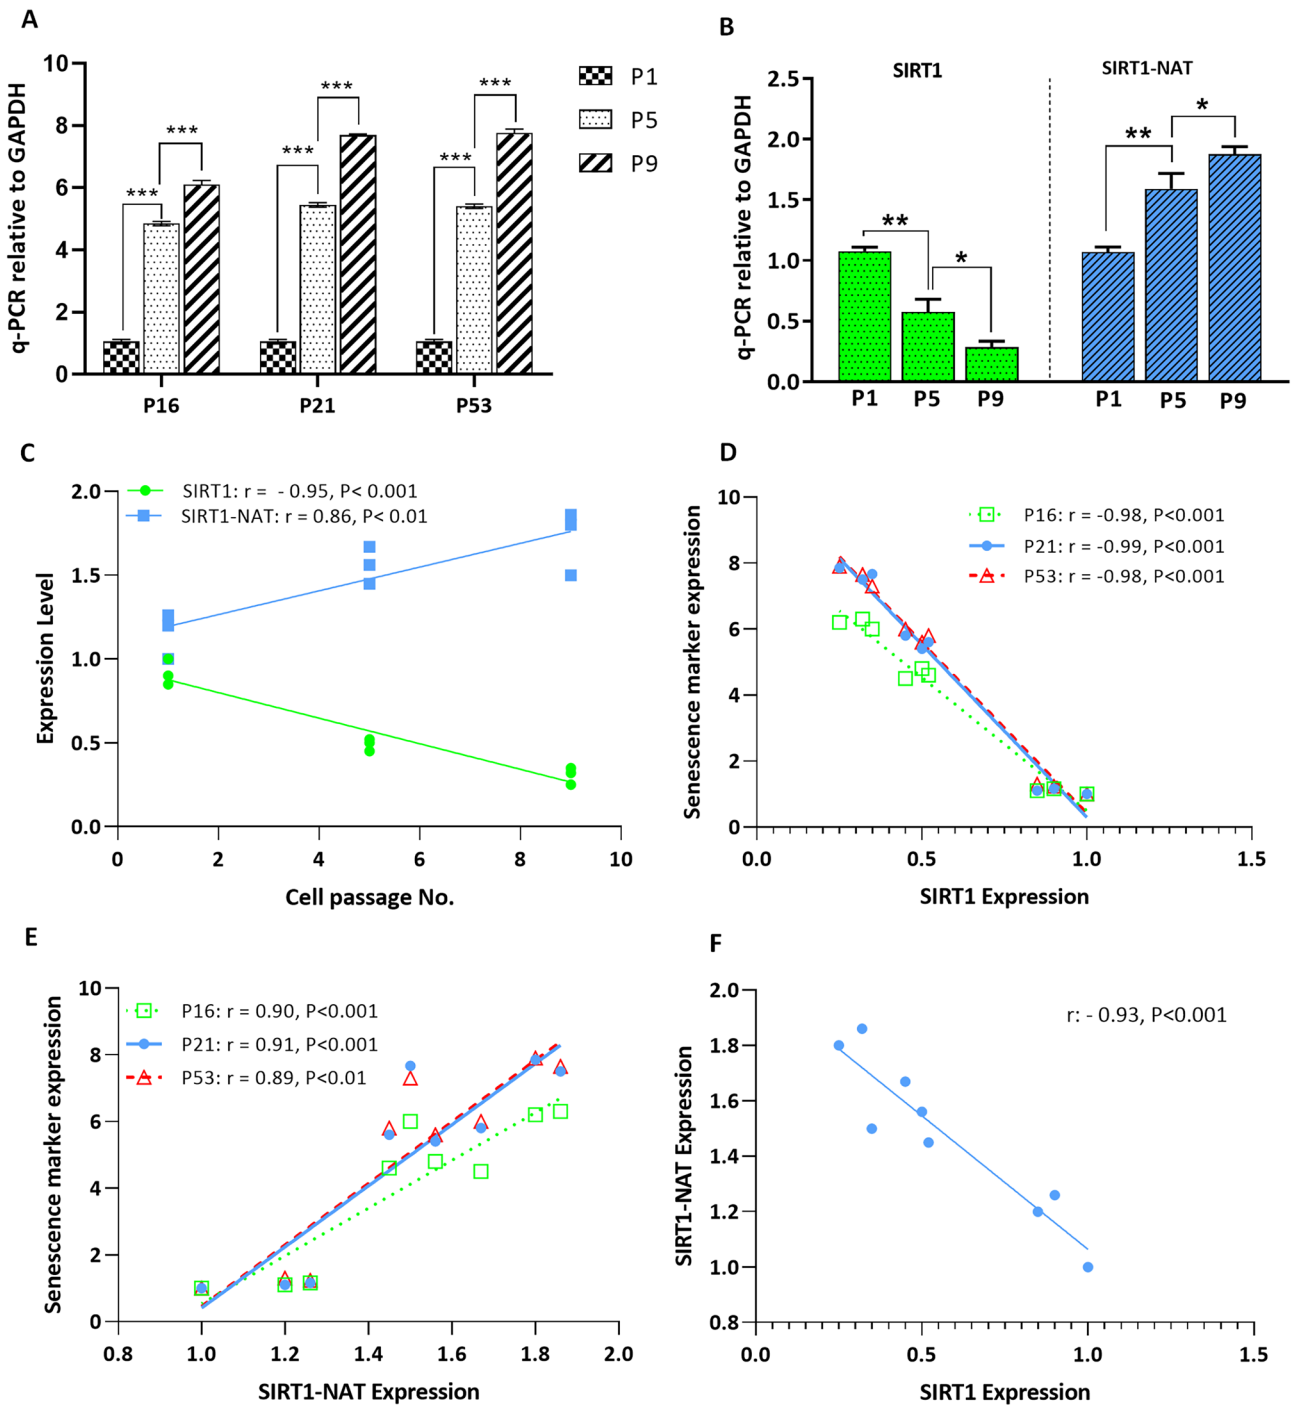 A
q-PCR relative to GAPDH
10
8
6
4
2
0
***
***
***
***
***
***
P16
P21
P53
P1
P5
P9
B
SIRT1
SIRT1-NAT
q-PCR relative to GAPDH
2.5
2.0
1.5
1.0
0.5
0.0
**
*
**
*
P1
P5
P9
P1
P5
P9
C
SIRT1: r = - 0.95, P< 0.001
SIRT1-NAT: r = 0.86, P< 0.01
Expression Level
2.0
1.5
1.0
0.5
0.0
0
2
4
6
8
10
Cell passage No.
D
P16: r = -0.98, P<0.001
P21: r = -0.99, P<0.001
P53: r = -0.98, P<0.001
Senescence marker expression
10
8
6
4
2
0
0.0
0.5
1.0
1.5
SIRT1 Expression
E
P16: r = 0.90, P<0.001
P21: r = 0.91, P<0.001
P53: r = 0.89, P<0.01
Senescence marker expression
10
8
6
4
2
0
0.8
1.0
1.2
1.4
1.6
1.8
2.0
SIRT1-NAT Expression
F
r: - 0.93, P<0.001
SIRT1-NAT Expression
2.0
1.8
1.6
1.4
1.2
1.0
0.8
0.0
0.5
1.0
1.5
SIRT1 Expression